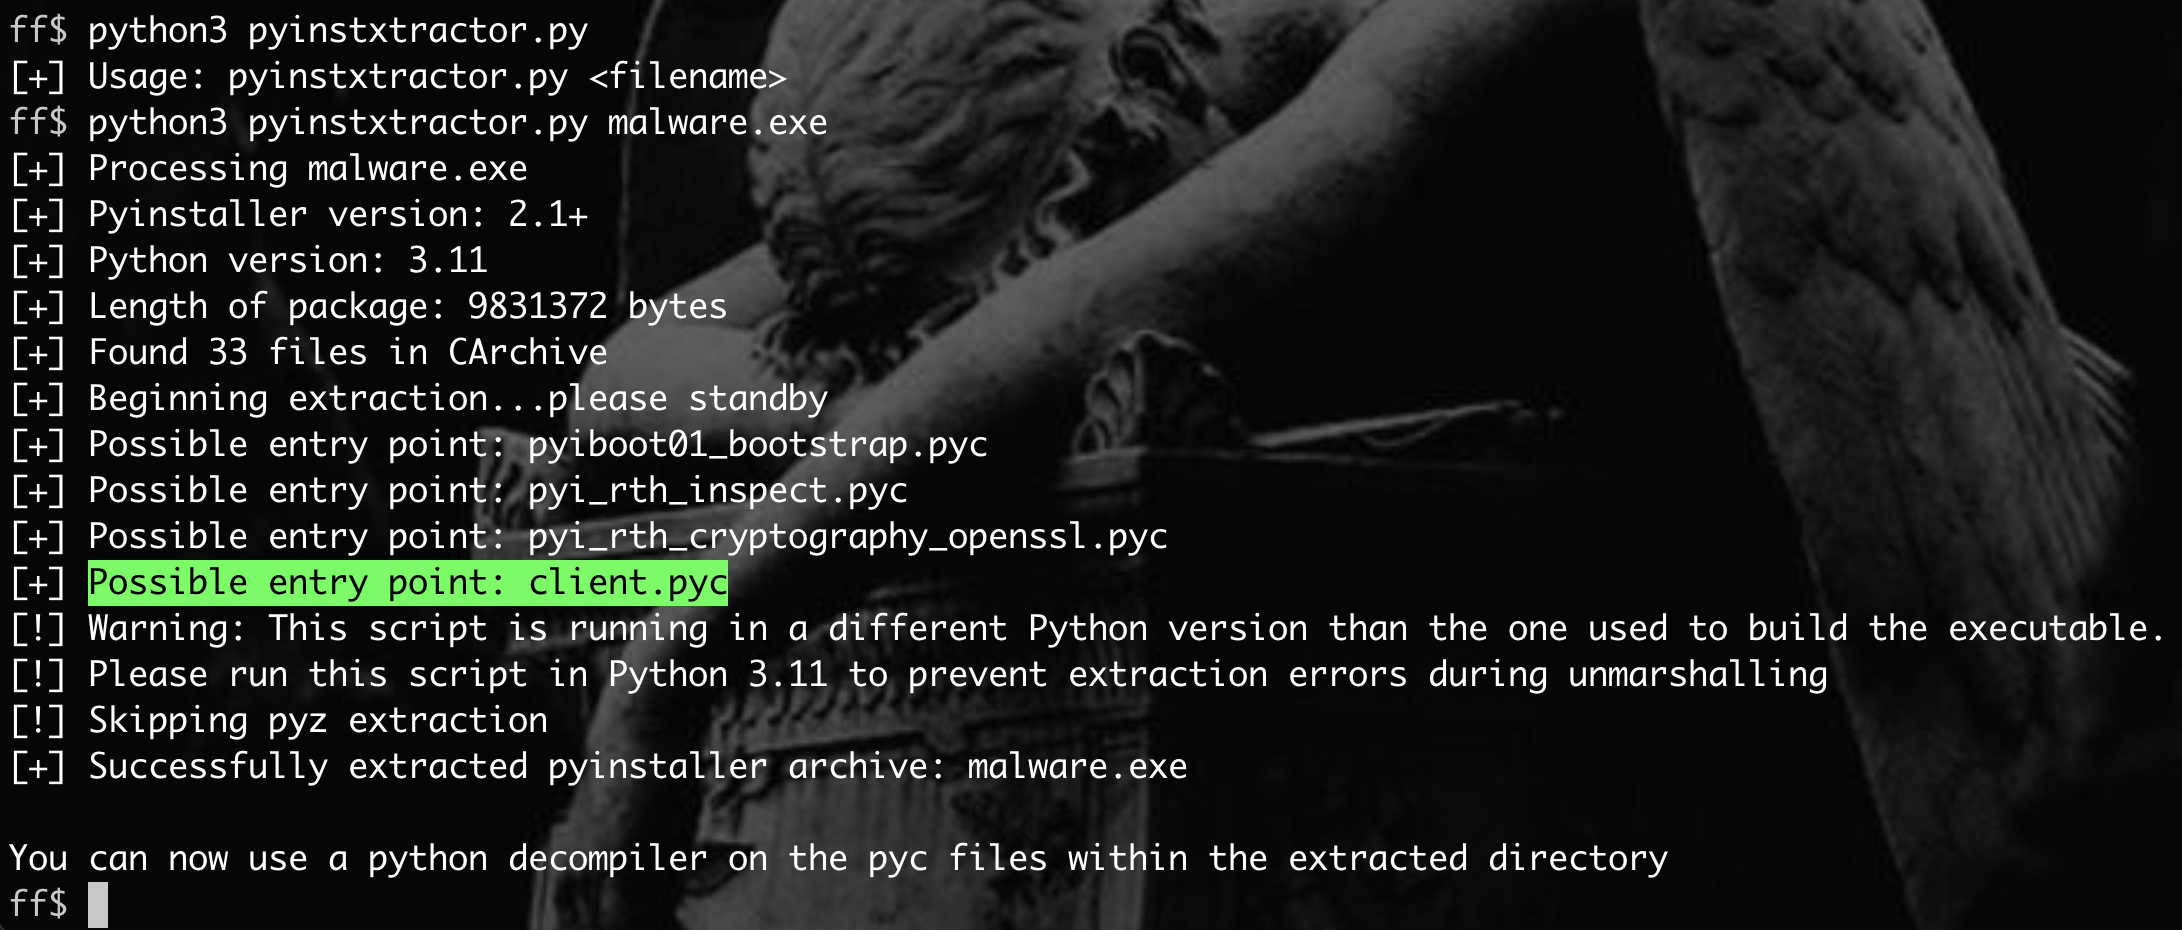 ff$ python3 pyinstxtractor.py
[+] Usage: pyinstxtractor.py <filename>
ff$ python3 pyinstxtractor.py malware.exe
[+] Processing malware.exe
[+] Pyinstaller version: 2.1+
[+] Python version: 3.11
[+] Length of package: 9831372 bytes
[+] Found 33 files in CArchive
[+] Beginning extraction...please standby
[+] Possible entry point: pyiboot01_bootstrap.pyc
[+] Possible entry point: pyi_rth_inspect.pyc
[+] Possible entry point: pyi_rth_cryptography_openssl.pyc
[+] Possible entry point: client.pyc
[!] Warning: This script is running in a different Python version than the one used to build the executable.
[!] Please run this script in Python 3.11 to prevent extraction errors during unmarshalling
[!] Skipping pyz extraction
[+] Successfully extracted pyinstaller archive: malware.exe
You can now use a python decompiler on the pyc files within the extracted directory
ff$